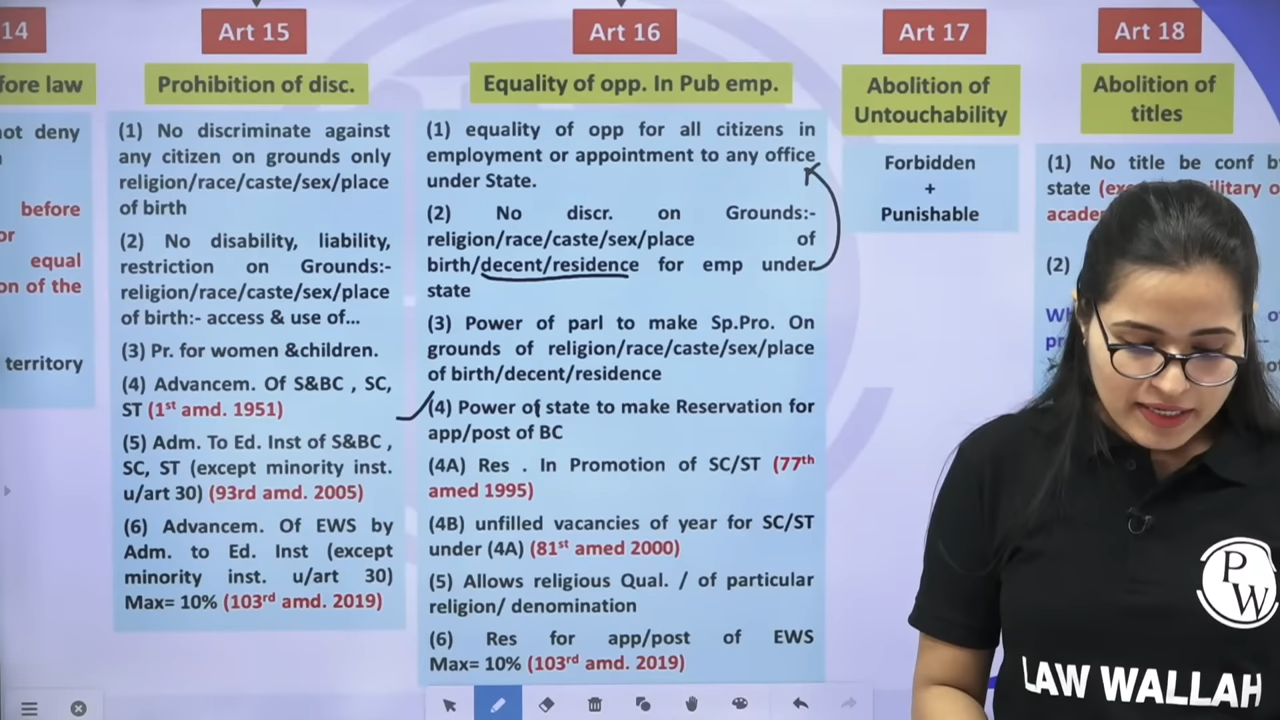 14
fore law
not deny
before
or
equal
on of the
territory
Art 15
Prohibition of disc.
(1) No discriminate against
any citizen on grounds only
religion/race/caste/sex/place
of birth
(2) No disability, liability,
restriction on Grounds:-
religion/race/caste/sex/place
of birth:- access & use of...
(3) Pr. for women &children.
(4) Advancem. Of S&BC , SC,
ST (1st amd. 1951)
(5) Adm. To Ed. Inst of S&BC ,
SC, ST (except minority inst.
u/art 30) (93rd amd. 2005)
(6) Advancem. Of EWS by
Adm. to Ed. Inst (except
minority inst. u/art 30)
Max= 10% (103rd amd. 2019)
Art 16
Equality of opp. In Pub emp.
(1) equality of opp for all citizens in
employment or appointment to any office
under State.
(2) No discr. on Grounds:-
religion/race/caste/sex/place of
birth/decent/residence for emp under
state
(3) Power of parl to make Sp.Pro. On
grounds of religion/race/caste/sex/place
of birth/decent/residence
(4) Power of state to make Reservation for
app/post of BC
(4A) Res . In Promotion of SC/ST (77th
amed 1995)
(4B) unfilled vacancies of year for SC/ST
under (4A) (81st amed 2000)
(5) Allows religious Qual. / of particular
religion/ denomination
(6) Res for app/post of EWS
Max= 10% (103rd amd. 2019)
Art 17
Abolition of
Untouchability
Forbidden
+
Punishable
Art 18
Abolition of
titles
(1) No title be conf
state
(2)
PW
LAW WALLAH